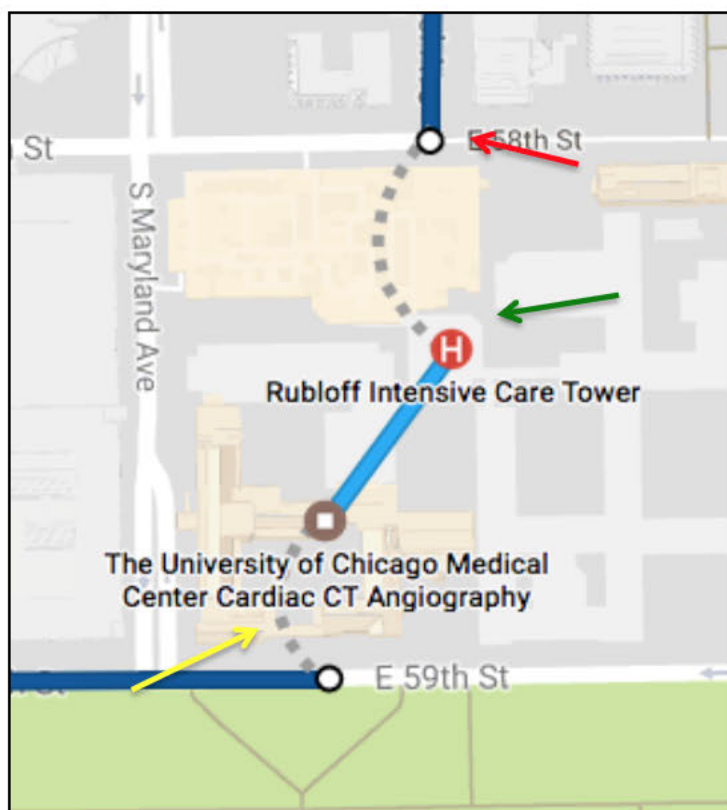 E 58th St
St
S Maryland Ave
H
Rubloff Intensive Care Tower
The University of Chicago Medical
Center Cardiac CT Angiography
E 59th St
St